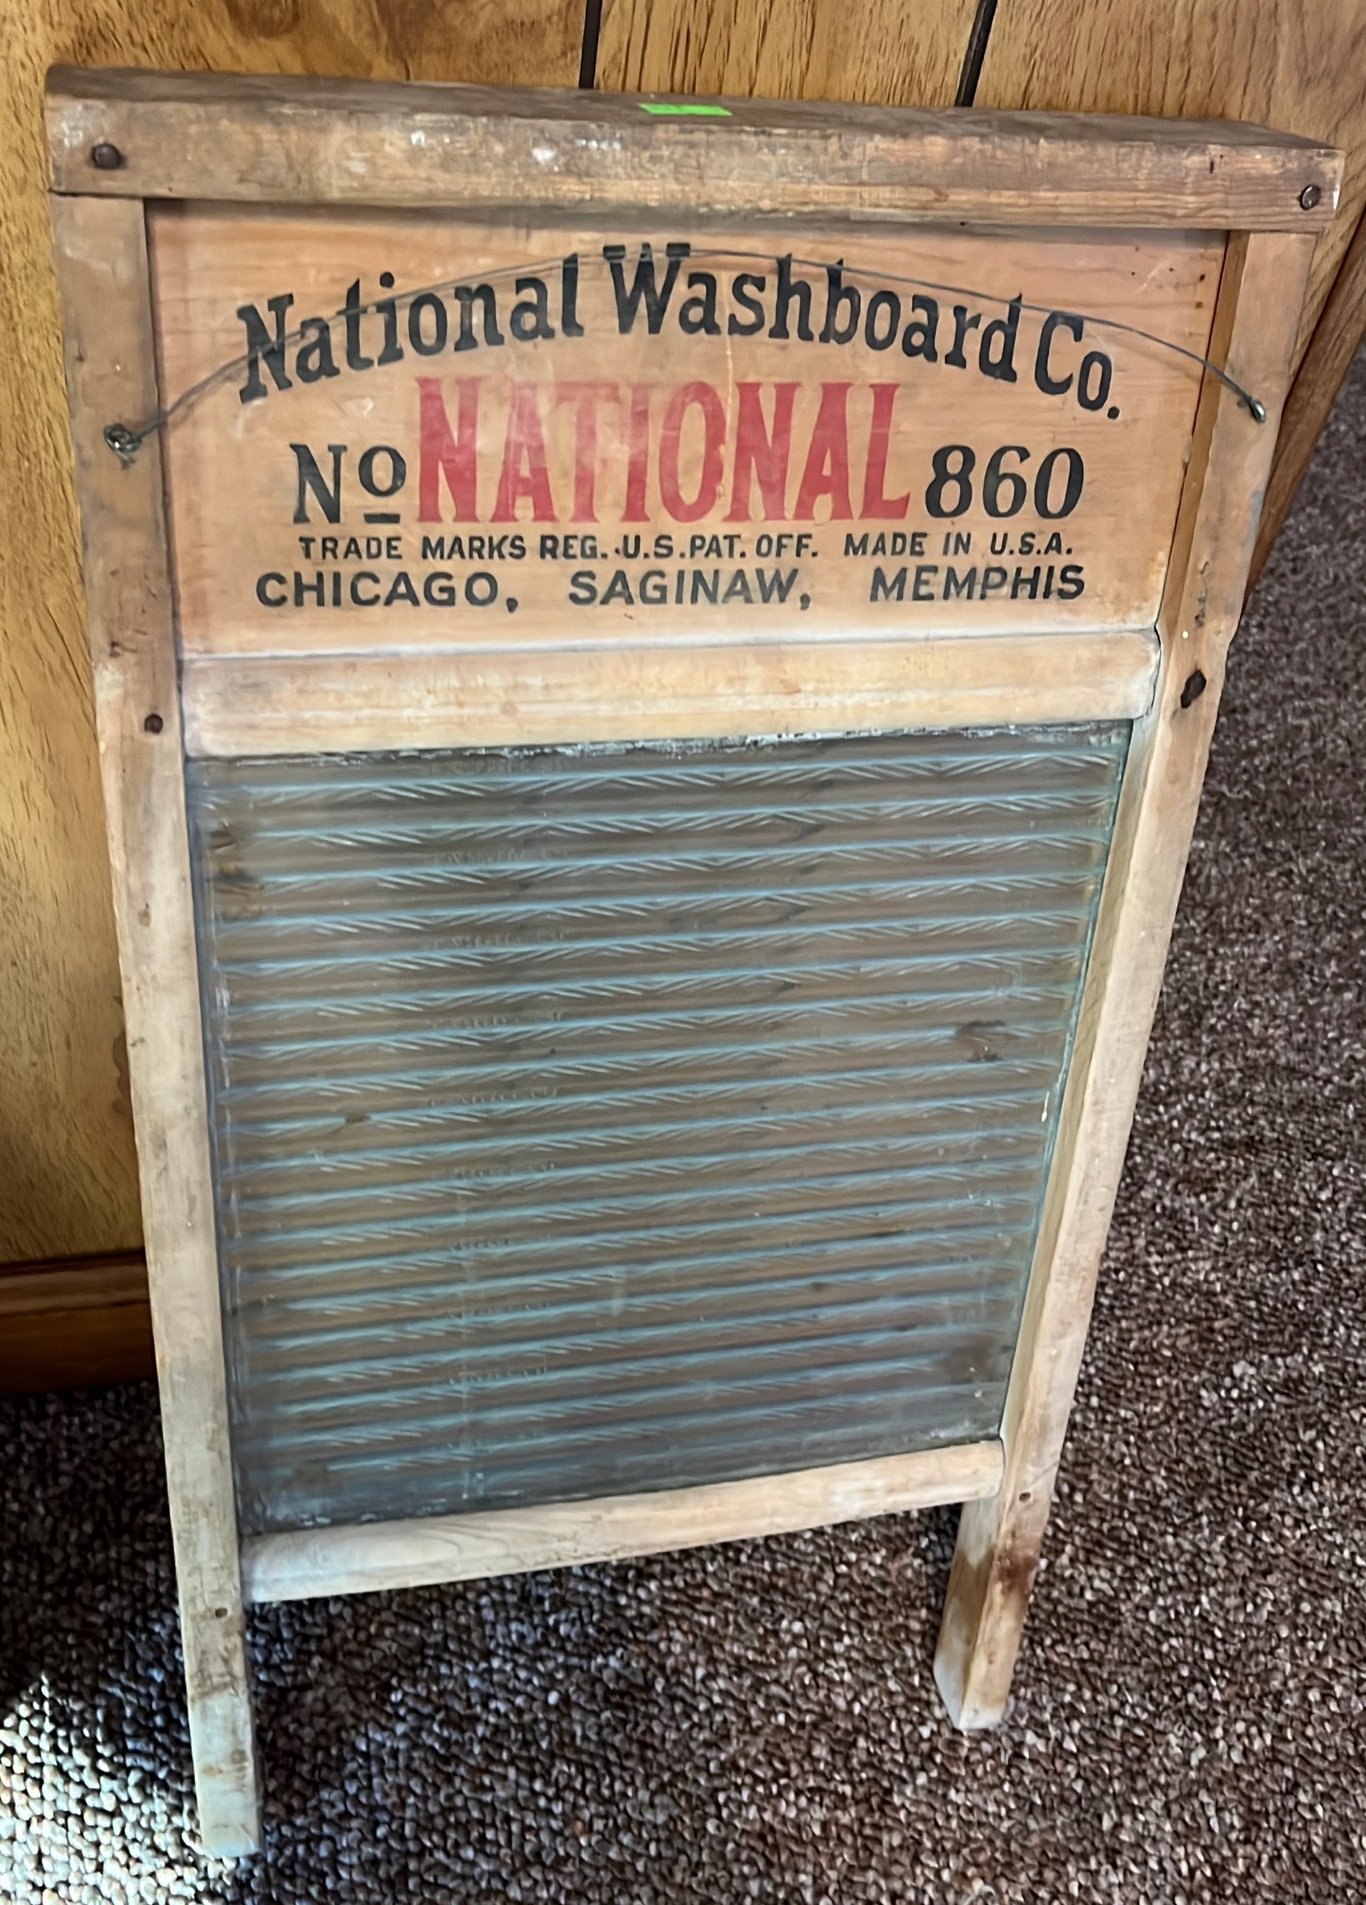 National Washboard Co.
No NATIONAL 860
TRADE MARKS REG. U.S. PAT. OFF. MADE IN U.S.A.
CHICAGO, SAGINAW, MEMPHIS